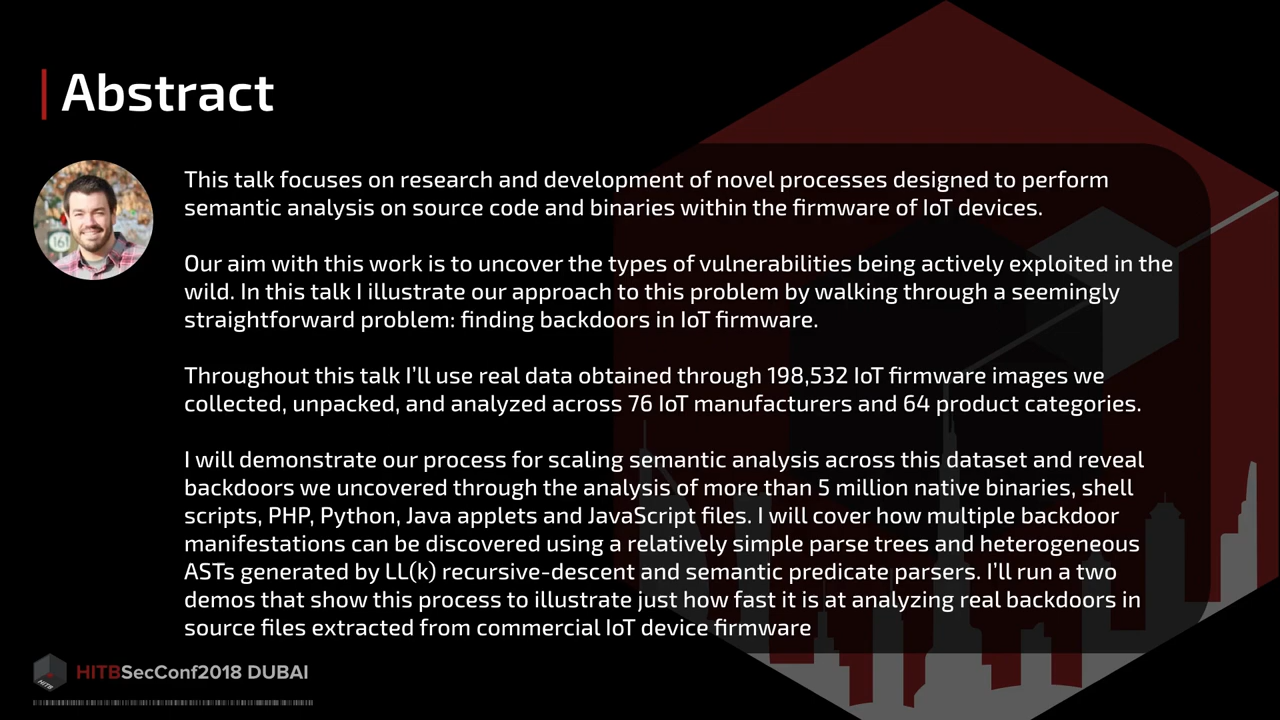 Abstract
This talk focuses on research and development of novel processes designed to perform
semantic analysis on source code and binaries within the firmware of IoT devices.
Our aim with this work is to uncover the types of vulnerabilities being actively exploited in the
wild. In this talk I illustrate our approach to this problem by walking through a seemingly
straightforward problem: finding backdoors in IoT firmware.
Throughout this talk I'll use real data obtained through 198,532 IoT firmware images we
collected, unpacked, and analyzed across 76 IoT manufacturers and 64 product categories.
I will demonstrate our process for scaling semantic analysis across this dataset and reveal
backdoors we uncovered through the analysis of more than 5 million native binaries, shell
scripts, PHP, Python, Java applets and JavaScript files. I will cover how multiple backdoor
manifestations can be discovered using a relatively simple parse trees and heterogeneous
ASTs generated by LL(k) recursive-descent and semantic predicate parsers. I'll run a two
demos that show this process to illustrate just how fast it is at analyzing real backdoors in
source files extracted from commercial IoT device firmware
161
HITB
HITBSecConf2018 DUBAI